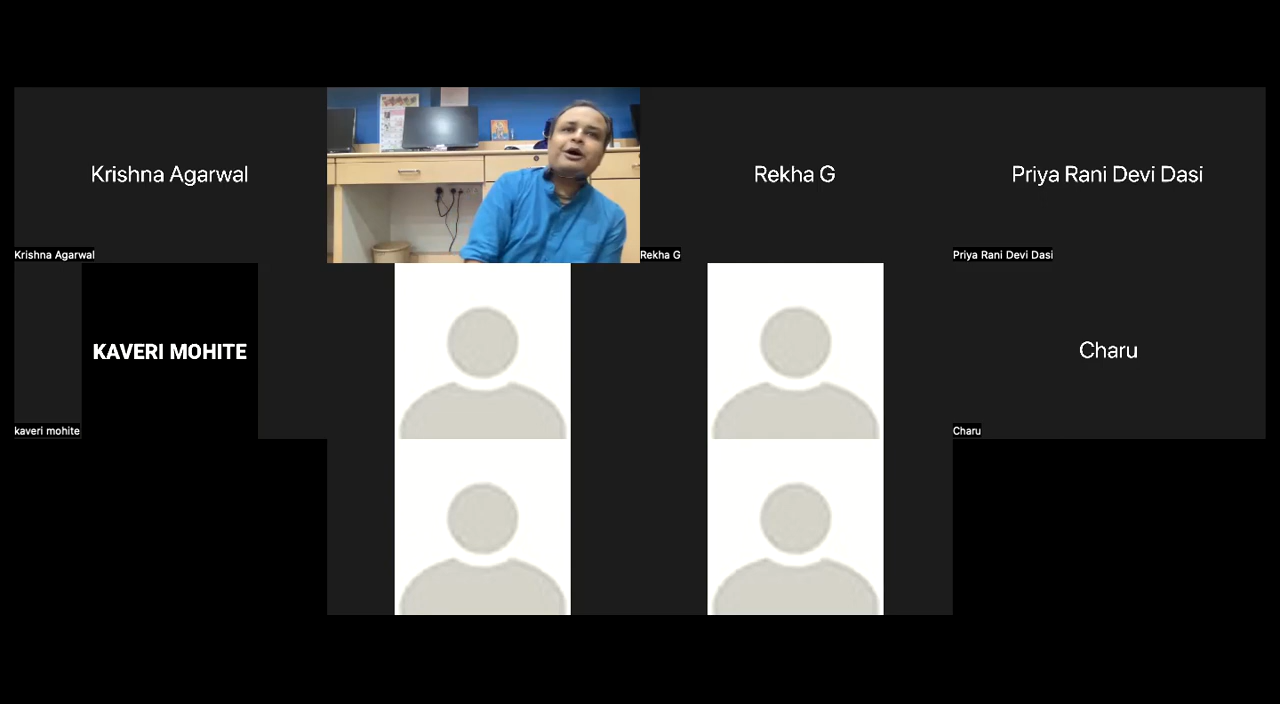 Krishna Agarwal
Krishna Agarwal
Rekha G
Rekha G
Priya Rani Devi Dasi
Priya Rani Devi Dasi
KAVERI MOHITE
kaveri mohite
Charu
Charu